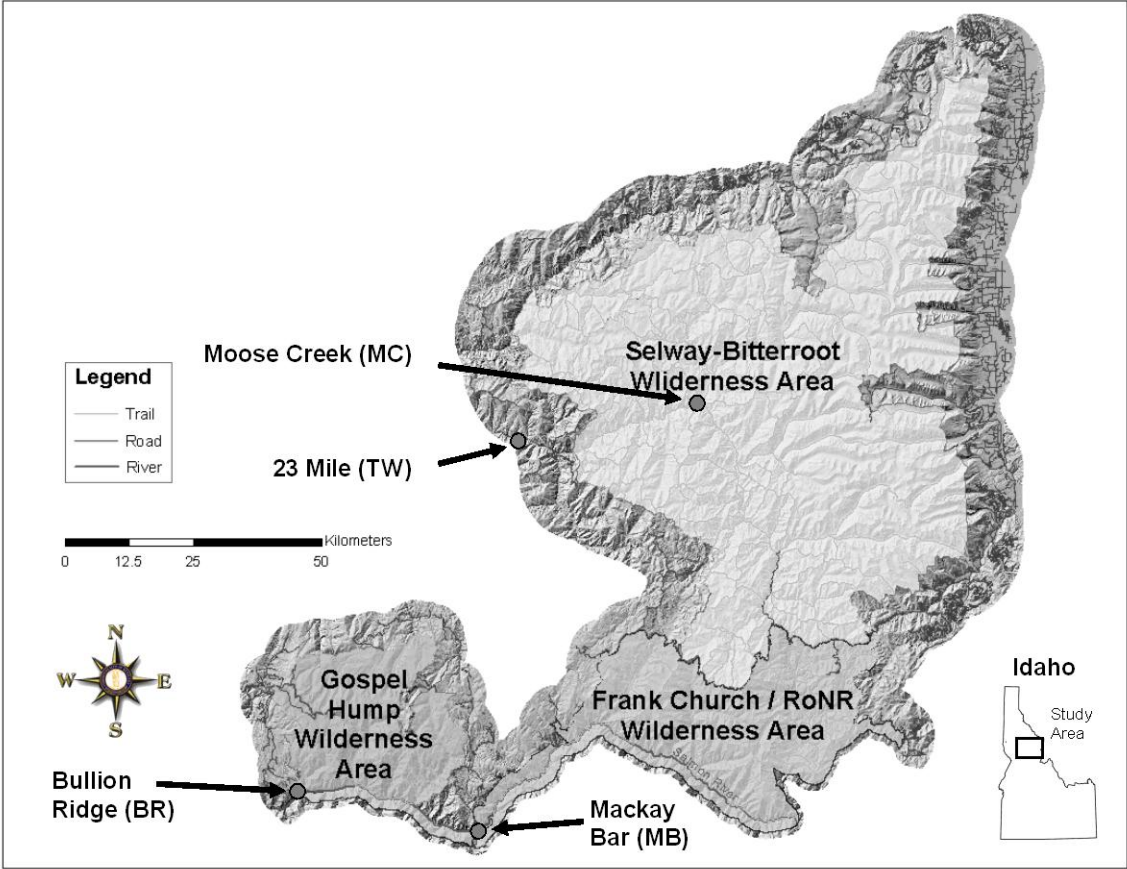 Moose Creek (MC)
Selway-Bitterroot
Wliderness Area
Legend
Trail
Road
River
23 Mile (TW)
Kilometers
0 12.5 25 50
N
W E
S
Gospel
Hump
Wilderness
Area
Frank Church / RoNR
Wilderness Area
Salmon River
Idaho
Study
Area
Bullion
Ridge (BR)
Mackay
Bar (MB)